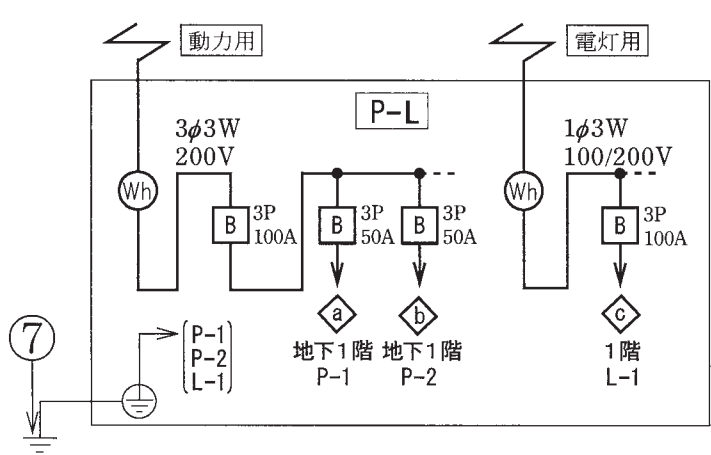 動力用
電灯用
P-L
3φ3W
200V
1φ3W
100/200V
Wh
B
3P
100A
B
3P
50A
B
3P
50A
Wh
B
3P
100A
a
b
c
地下1階
P-1
地下1階
P-2
1階
L-1
7
P-1
P-2
L-1